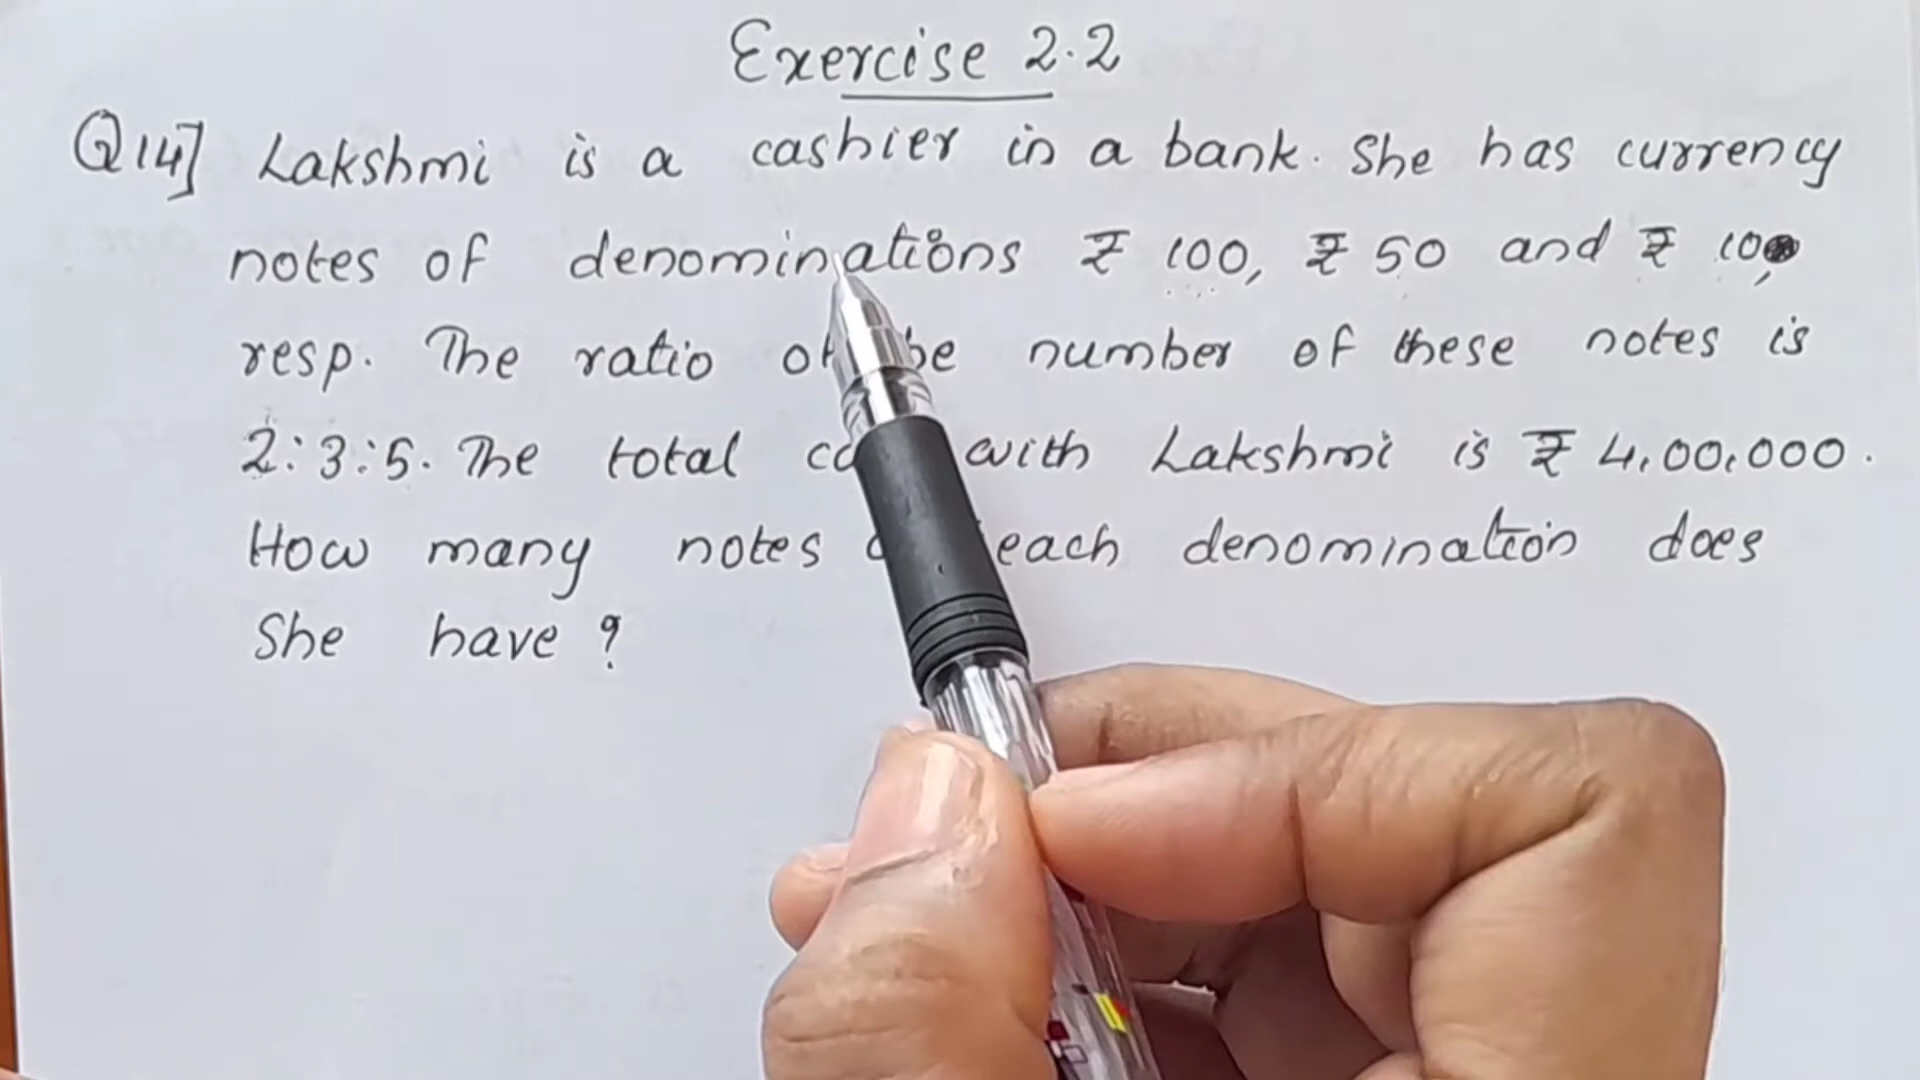 Exercise 2.2
Q14] Lakshmi is a cashier in a bank. She has currency
notes of denominations ₹ 100, ₹ 50 and ₹ 10,
resp. The ratio number of these notes is
2:3:5. The total with Lakshmi is ₹ 4,00,000.
How many notes each denomination does
She have ?